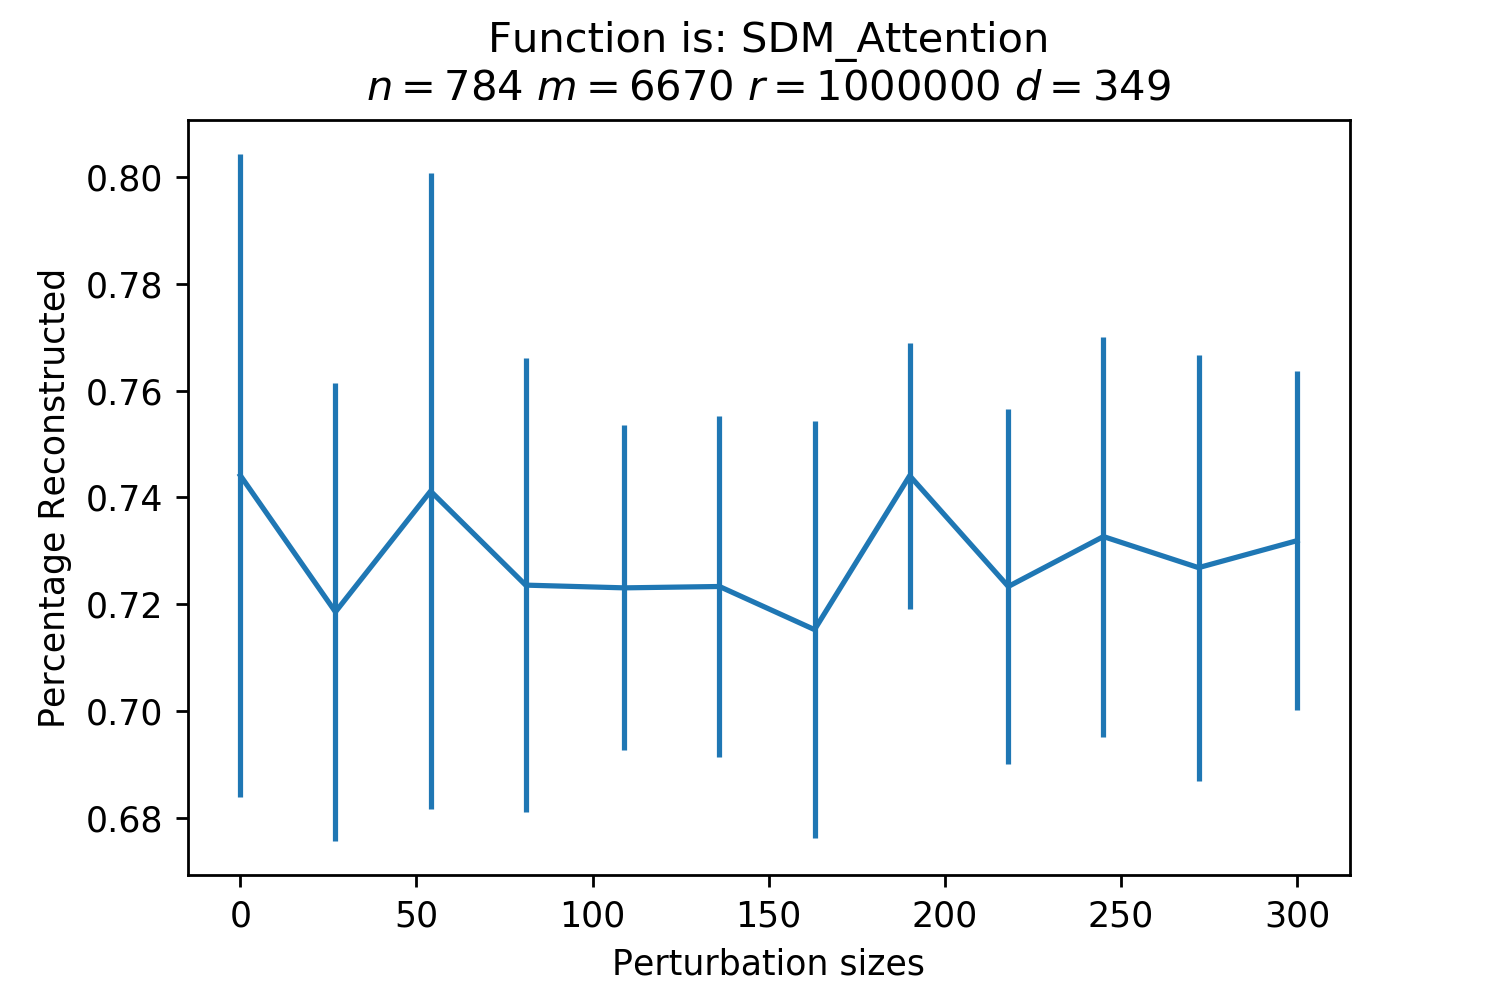 Function is: SDM_Attention
n = 784 m = 6670 r = 1000000 d = 349
Percentage Reconstructed
0.80
0.78
0.76
0.74
0.72
0.70
0.68
0 50 100 150 200 250 300
Perturbation sizes